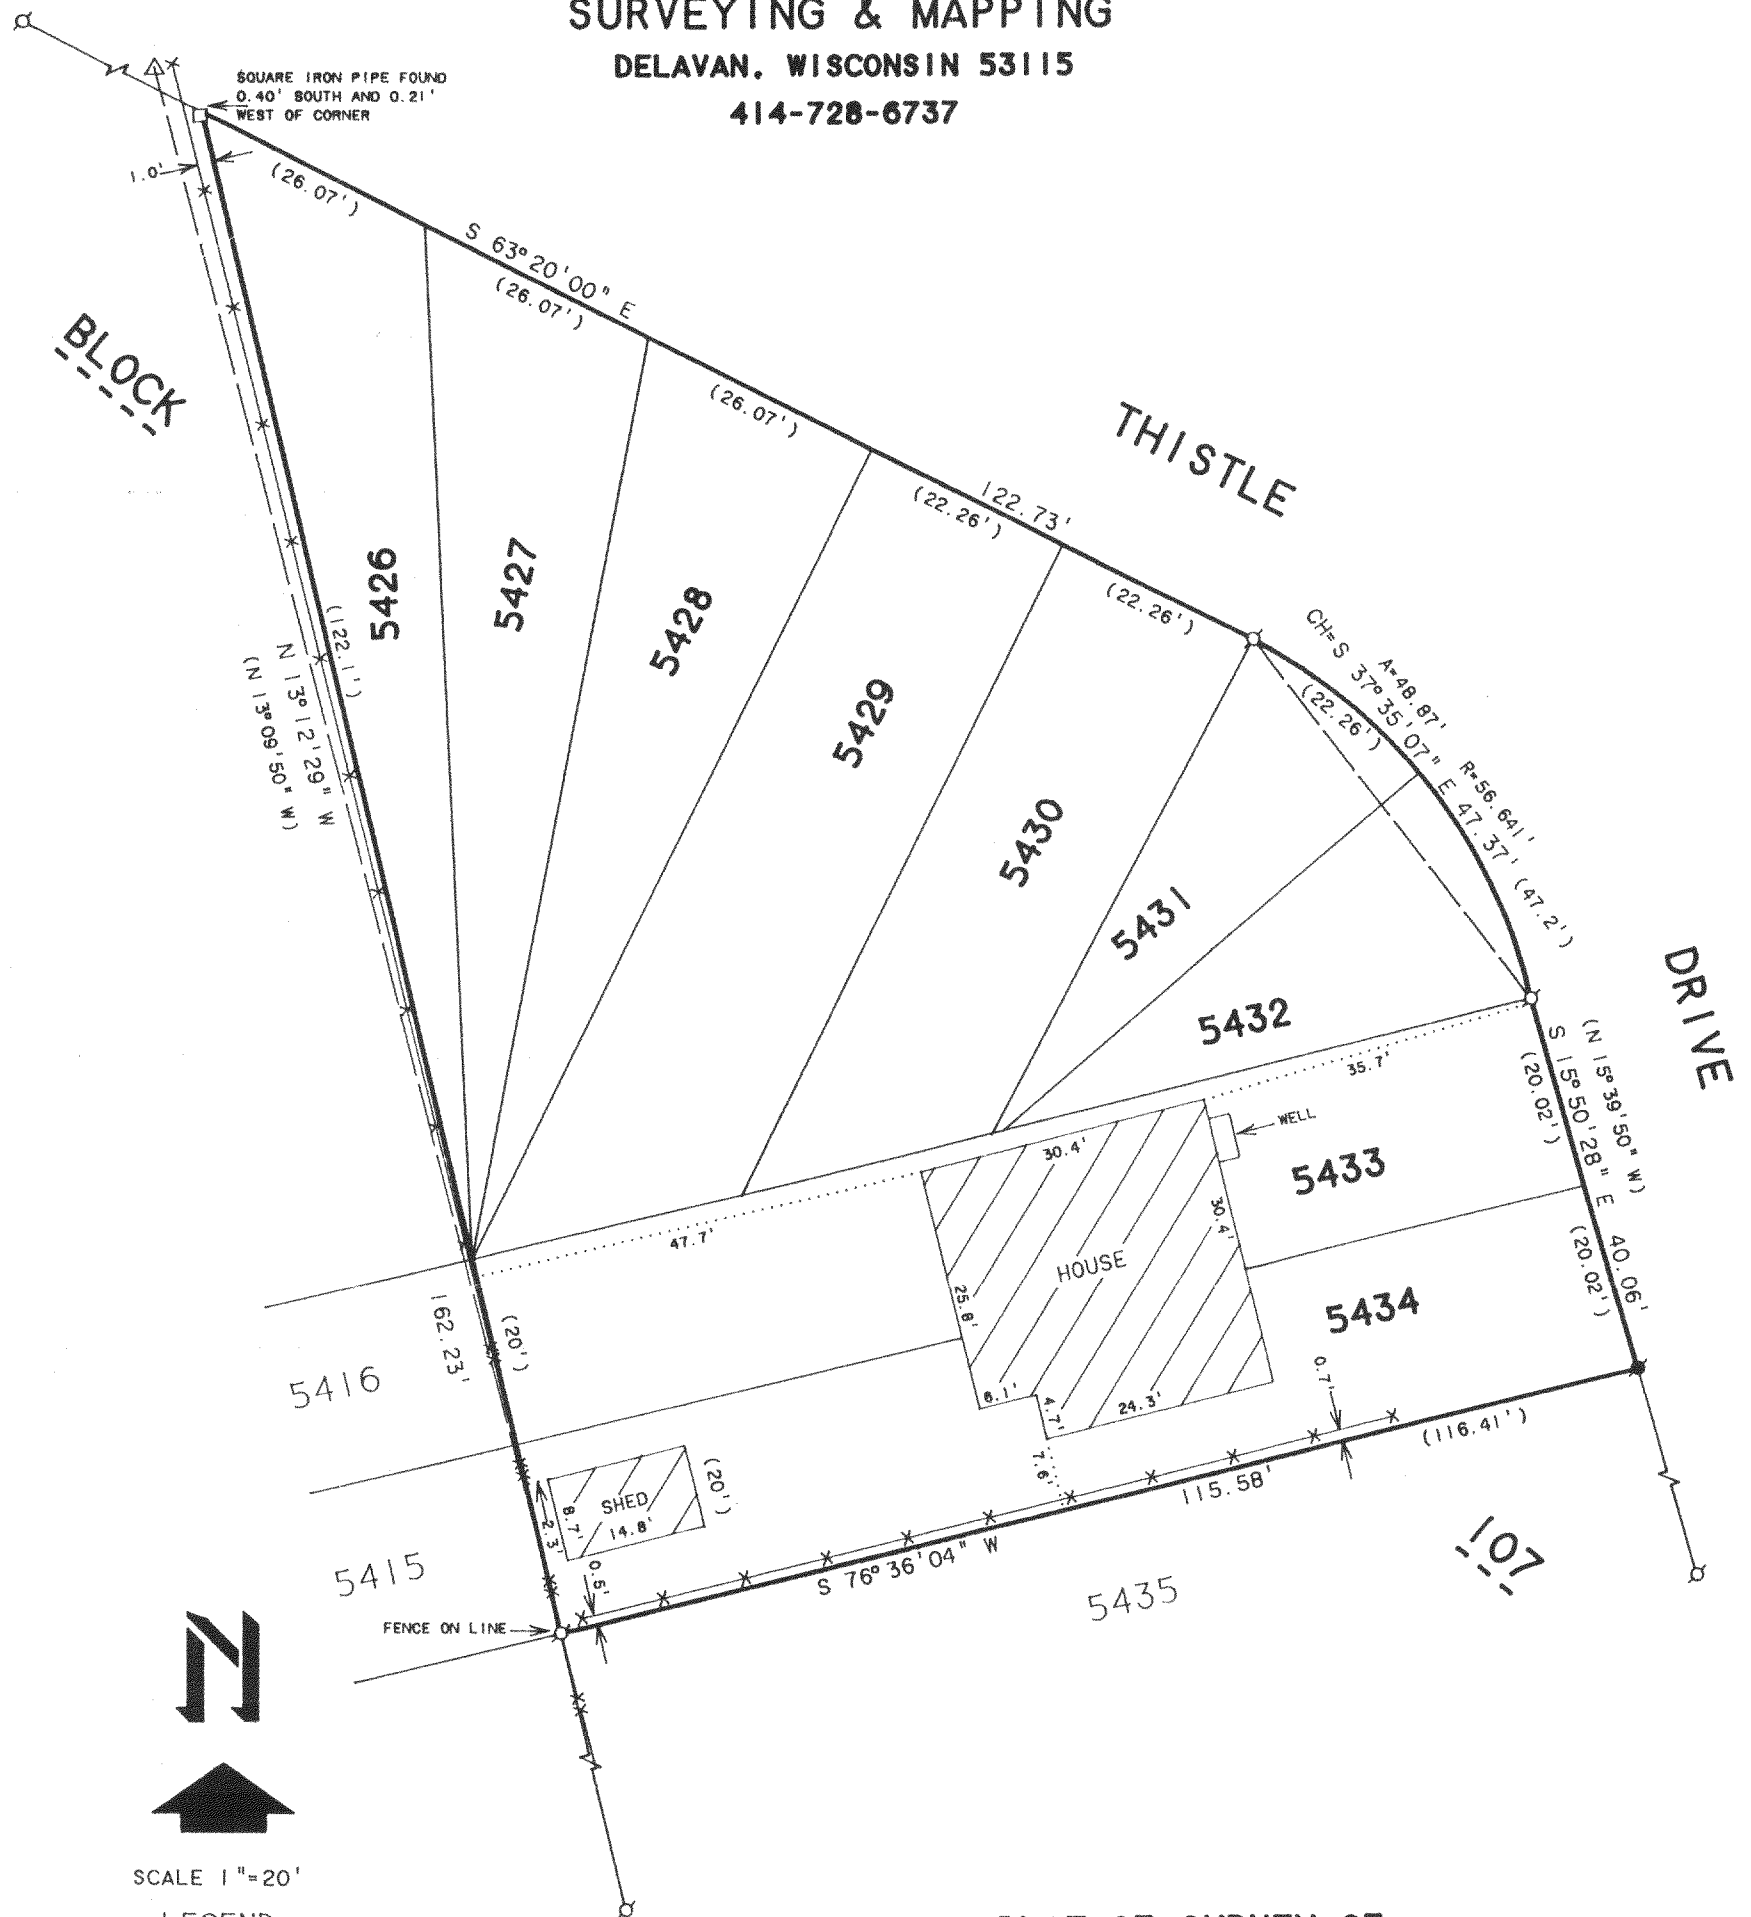 SURVEYING & MAPPING
DELAVAN, WISCONSIN 53115
414-728-6737
SQUARE IRON PIPE FOUND
0.40' SOUTH AND 0.21'
WEST OF CORNER
1.0'
(26.07')
S 63°20'00" E
(26.07')
(26.07')
122.73'
(22.26')
(22.26')
BLOCK
THISTLE
5426
5427
5428
5429
5430
5431
5432
(122.1')
N 13°12'29" W
(N 13°09'50" W)
CH=S 37°35'07" E 47.37' (47.2')
A=48.87' R=56.641'
(22.26')
DRIVE
(N 15°39'50" W)
S 15°50'28" E 40.06'
(20.02')
(20.02')
35.7'
WELL
5433
30.4'
30.4'
47.7'
HOUSE
25.8'
5434
162.23'
(20')
5416
6.1'
4.7'
24.3'
0.7'
(116.41')
7.6'
115.58'
SHED
8.7'
14.8'
(20')
2.3'
0.5'
S 76°36'04" W
107
5415
5435
FENCE ON LINE
N
SCALE 1"=20'
LEGEND
PLAT OF SURVEY OF